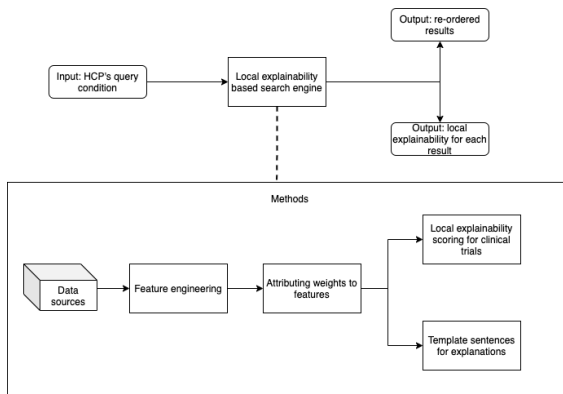 Output: re-ordered
results
Input: HCP's query
condition
Local explainability
based search engine
Output: local
explainability for each
result
Methods
Local explainability
scoring for clinical
trials
Data
sources
Feature engineering
Attributing weights to
features
Template sentences
for explanations